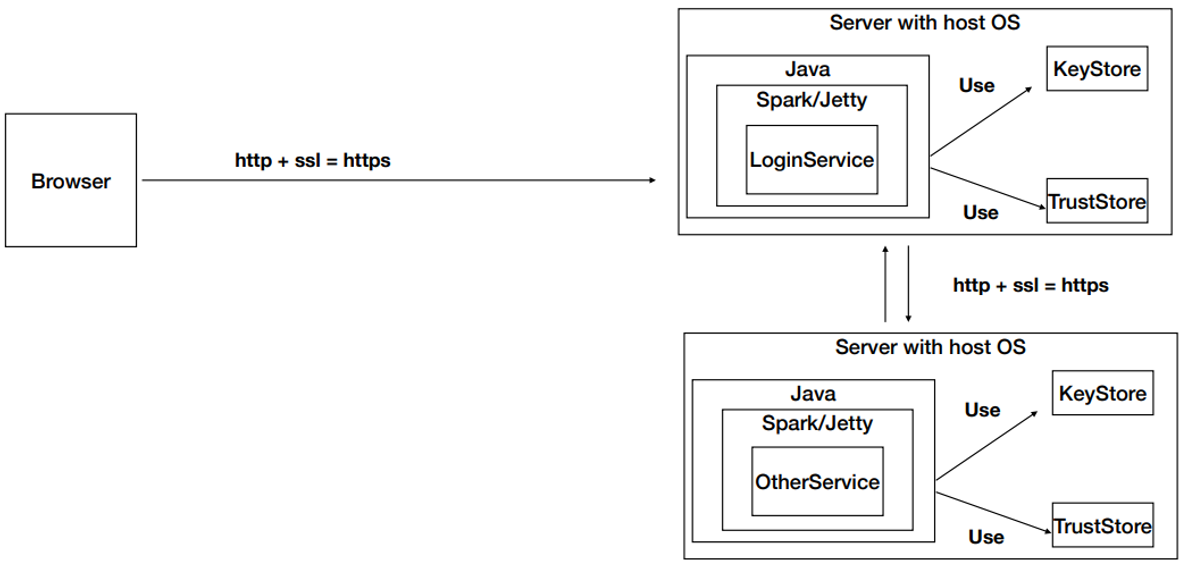 Server with host OS
Java
KeyStore
Use
Spark/Jetty
http + ssl = https
LoginService
Browser
TrustStore
Use
http + ssl = https
Server with host OS
Java
KeyStore
Use
Spark/Jetty
OtherService
TrustStore
Use